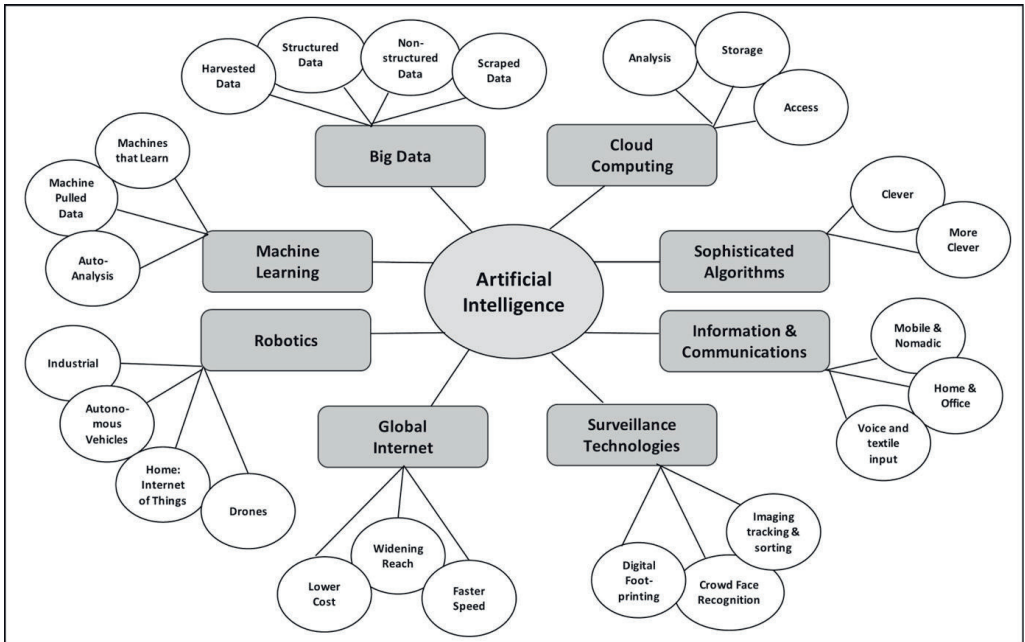 Harvested
Data
Structured
Data
Non-
structured
Data
Scraped
Data
Big Data
Analysis
Storage
Access
Cloud
Computing
Machines
that Learn
Machine
Pulled
Data
Auto-
Analysis
Machine
Learning
Clever
More
Clever
Sophisticated
Algorithms
Artificial
Intelligence
Robotics
Industrial
Autono-
mous
Vehicles
Home:
Internet
of Things
Drones
Information &
Communications
Mobile &
Nomadic
Home &
Office
Voice and
textile
input
Global
Internet
Lower
Cost
Widening
Reach
Faster
Speed
Surveillance
Technologies
Digital
Foot-
printing
Crowd Face
Recognition
Imaging
tracking &
sorting